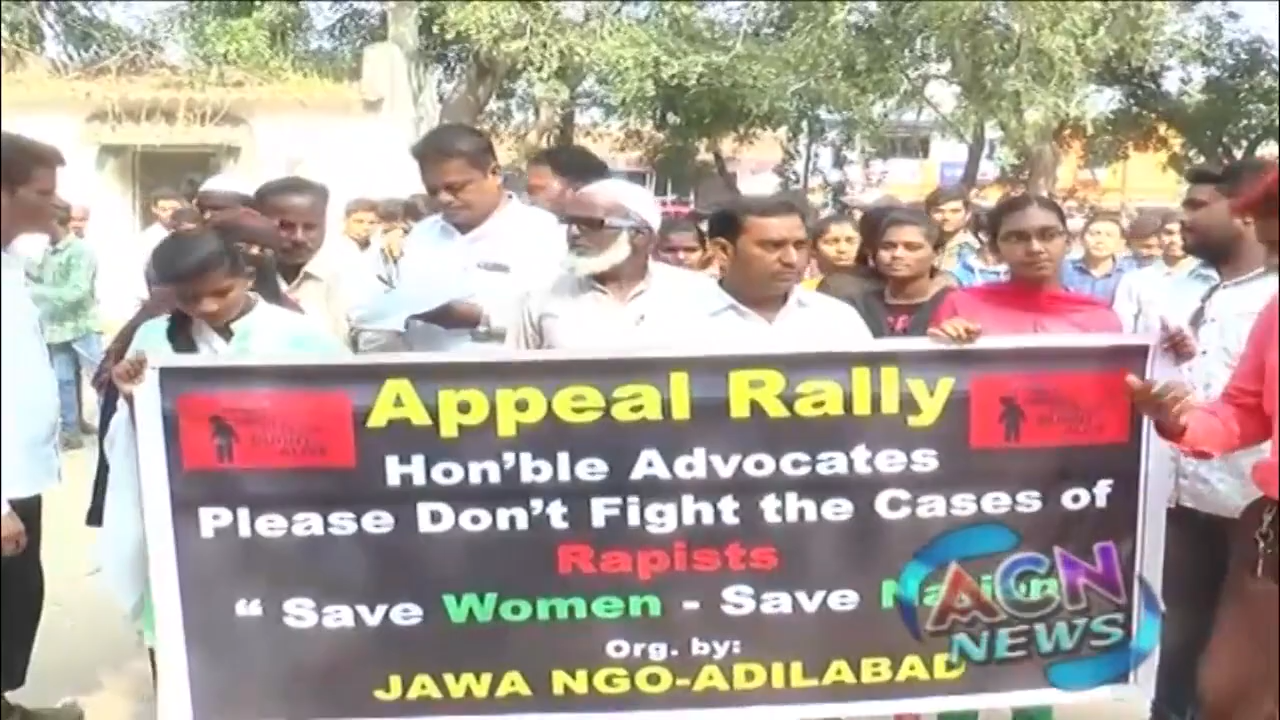 Appeal Rally
Hon'ble Advocates
Please Don't Fight the Cases of
Rapists
“ Save Women - Save Nation
Org. by:
JAWA NGO-ADILABAD
ACN
NEWS